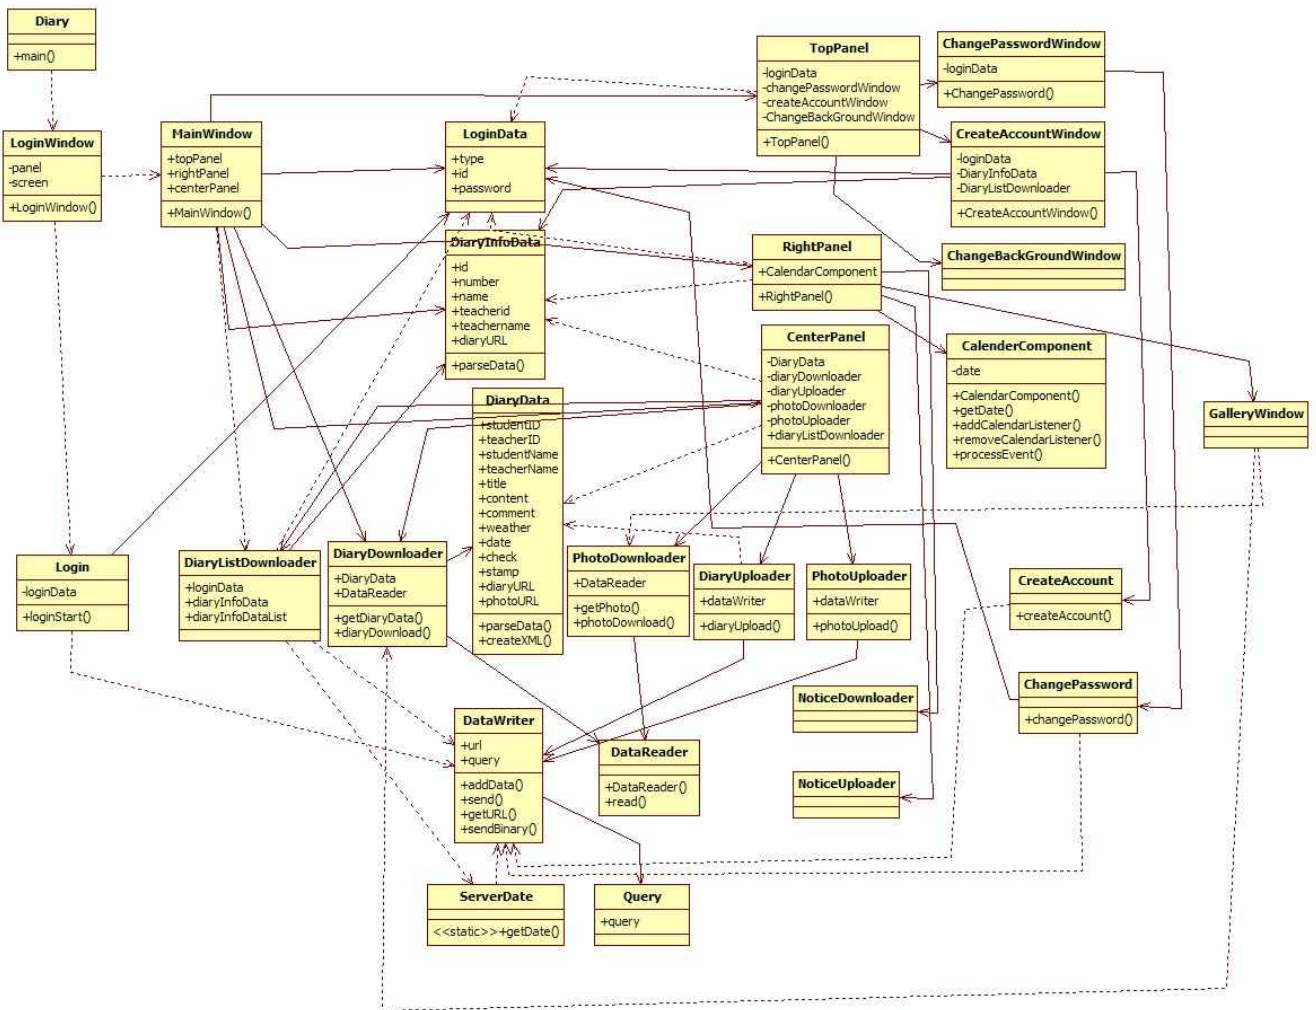 Diary
+main()
LoginWindow
-panel
-screen
+LoginWindow()
MainWindow
+topPanel
+rightPanel
+centerPanel
+MainWindow()
LoginData
+type
+id
+password
TopPanel
-loginData
-changePasswordWindow
-createAccountWindow
-ChangeBackGroundWindow
+TopPanel()
ChangePasswordWindow
-loginData
+ChangePassword()
CreateAccountWindow
-loginData
-DiaryInfoData
-DiaryListDownloader
+CreateAccountWindow()
DiaryInfoData
+id
+number
+name
+teacherid
+teachername
+diaryURL
+parseData()
RightPanel
+CalendarComponent
+RightPanel()
ChangeBackGroundWindow
CenterPanel
-DiaryData
-diaryDownloader
-diaryUploader
-photoDownloader
-photoUploader
+diaryListDownloader
+CenterPanel()
CalenderComponent
-date
+CalendarComponent()
+getDate()
+addCalendarListener()
+removeCalendarListener()
+processEvent()
GalleryWindow
DiaryData
+studentID
+teacherID
+studentName
+teacherName
+title
+content
+comment
+weather
+date
+check
+stamp
+diaryURL
+photoURL
+parseData()
+createXML()
Login
-loginData
+loginStart()
DiaryListDownloader
+loginData
+diaryInfoData
+diaryInfoDataList
DiaryDownloader
+DiaryData
+DataReader
+getDiaryData()
+diaryDownload()
PhotoDownloader
+DataReader
+getPhoto()
+photoDownload()
DiaryUploader
+dataWriter
+diaryUpload()
PhotoUploader
+dataWriter
+photoUpload()
CreateAccount
+createAccount()
ChangePassword
+changePassword()
NoticeDownloader
NoticeUploader
DataWriter
+url
+query
+addData()
+send()
+getURL()
+sendBinary()
DataReader
+DataReader()
+read()
ServerDate
<<static>>+getDate()
Query
+query